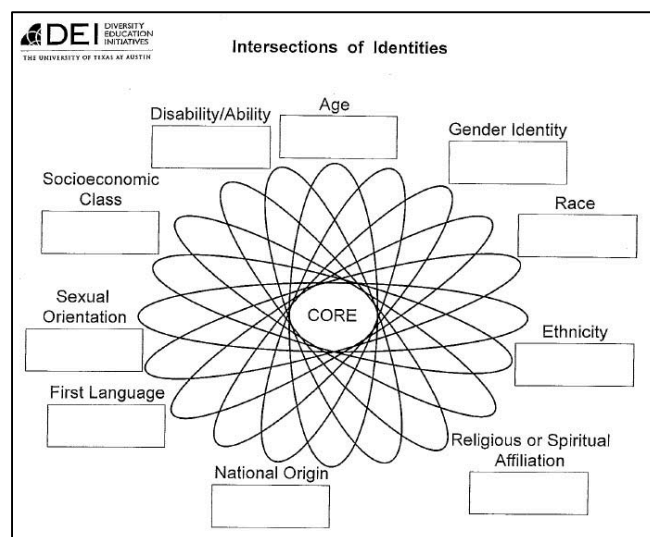 DEI DIVERSITY
EDUCATION
INITIATIVES
THE UNIVERSITY OF TEXAS AT AUSTIN
Intersections of Identities
Disability/Ability
Age
Gender Identity
Socioeconomic
Class
Race
CORE
Sexual
Orientation
Ethnicity
First Language
Religious or Spiritual
Affiliation
National Origin